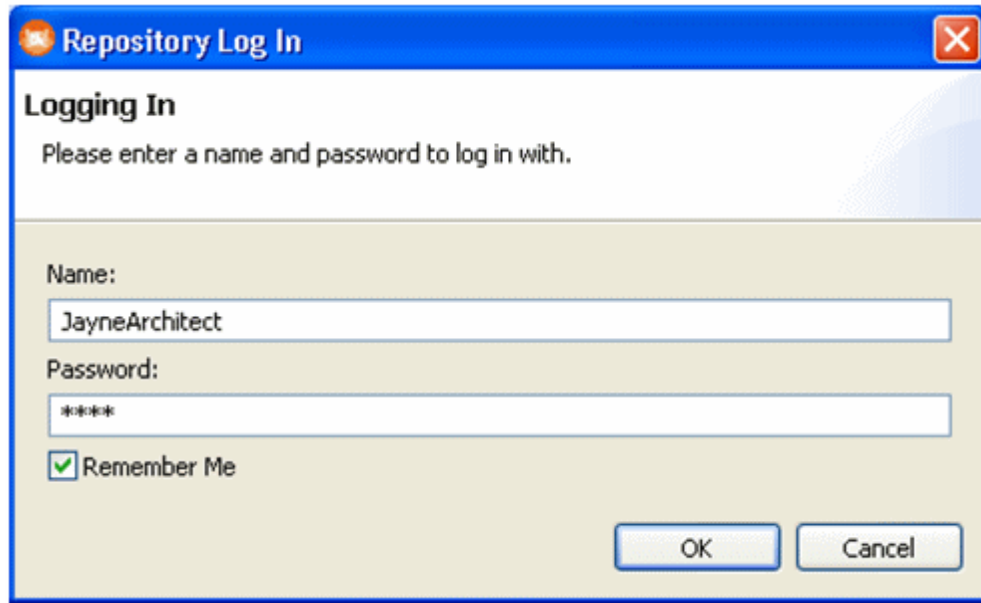 Repository Log In
Logging In
Please enter a name and password to log in with.
Name:
JayneArchitect
Password:
****
Remember Me
OK
Cancel